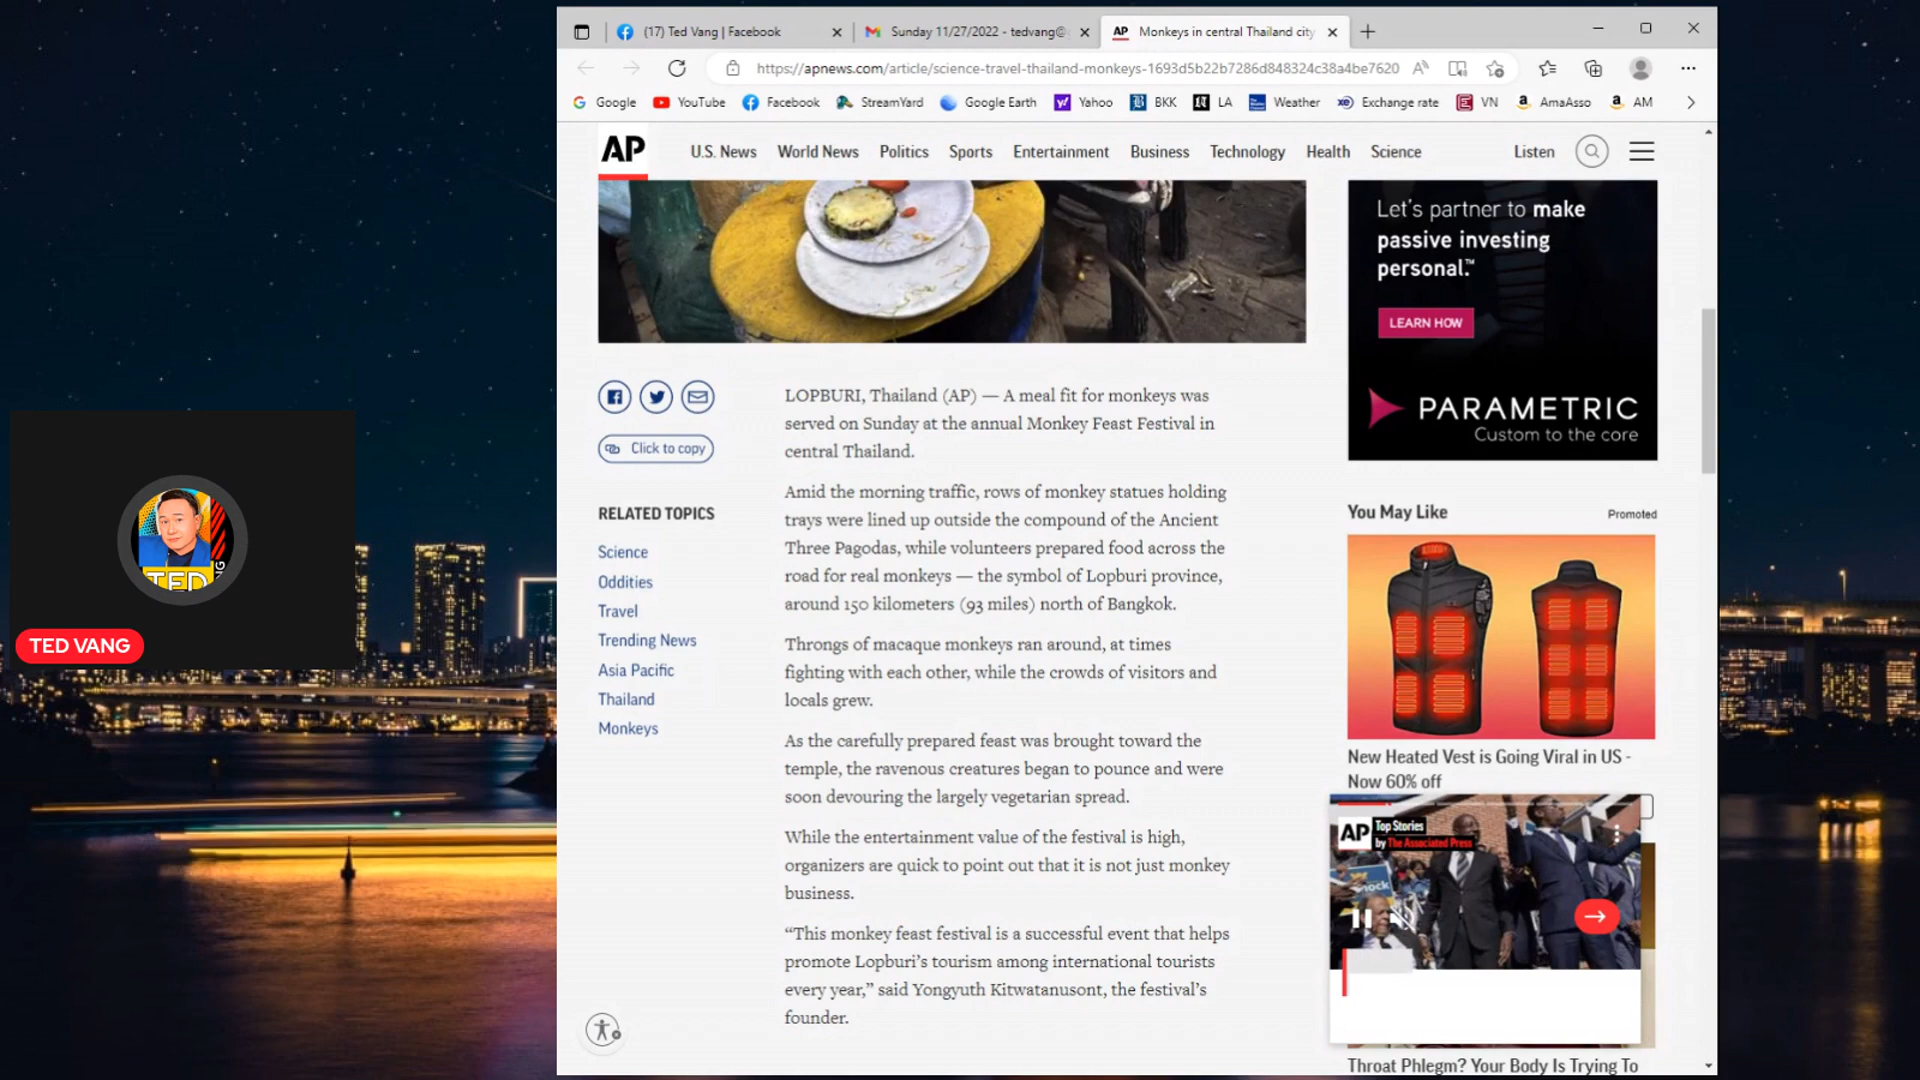 (17) Ted Vang | Facebook
Sunday 11/27/2022 - tedvang@
AP Monkeys in central Thailand city
https://apnews.com/article/science-travel-thailand-monkeys-1693d5b22b7286d848324c38a4be7620
Google YouTube Facebook StreamYard Google Earth Yahoo BKK LA Weather Exchange rate VN AmaAsso AM
AP U.S. News World News Politics Sports Entertainment Business Technology Health Science Listen
Let's partner to make
passive investing
personal.™
LEARN HOW
PARAMETRIC
Custom to the core
Click to copy
RELATED TOPICS
Science
Oddities
Travel
Trending News
Asia Pacific
Thailand
Monkeys
LOPBURI, Thailand (AP) — A meal fit for monkeys was
served on Sunday at the annual Monkey Feast Festival in
central Thailand.
Amid the morning traffic, rows of monkey statues holding
trays were lined up outside the compound of the Ancient
Three Pagodas, while volunteers prepared food across the
road for real monkeys — the symbol of Lopburi province,
around 150 kilometers (93 miles) north of Bangkok.
Throngs of macaque monkeys ran around, at times
fighting with each other, while the crowds of visitors and
locals grew.
As the carefully prepared feast was brought toward the
temple, the ravenous creatures began to pounce and were
soon devouring the largely vegetarian spread.
While the entertainment value of the festival is high,
organizers are quick to point out that it is not just monkey
business.
“This monkey feast festival is a successful event that helps
promote Lopburi’s tourism among international tourists
every year,” said Yongyuth Kitwatanusont, the festival’s
founder.
You May Like
Promoted
New Heated Vest is Going Viral in US -
Now 60% off
AP Top Stories
by The Associated Press
Throat Phlegm? Your Body Is Trying To
TED
TED VANG